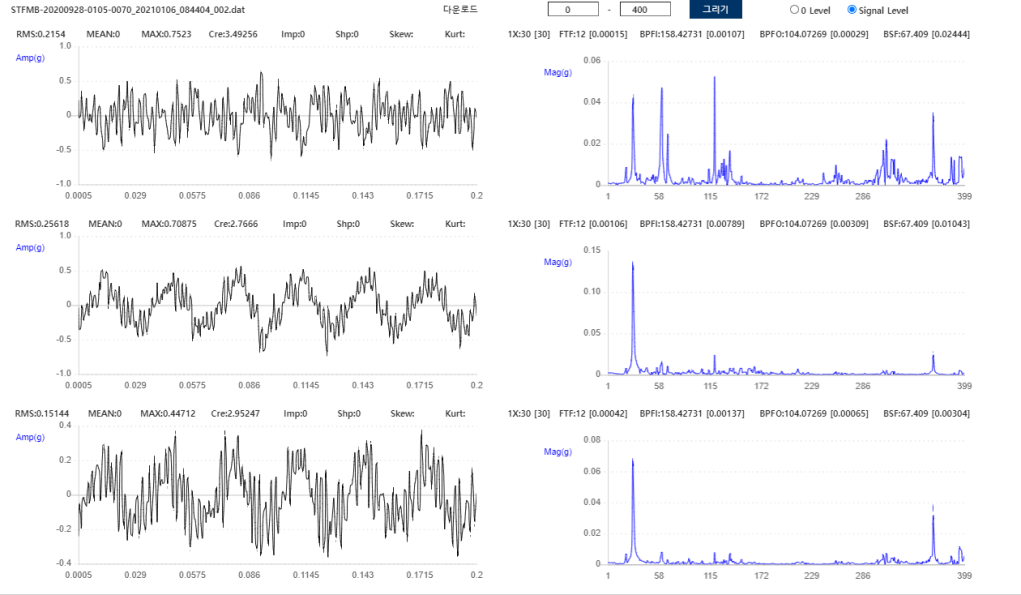 STFMB-20200928-0105-0070_20210106_084404_002.dat 다운로드 0 - 400 그리기 0 Level Signal Level
RMS:0.2154 MEAN:0 MAX:0.7523 Cre:3.49256 Imp:0 Shp:0 Skew: Kurt:
Amp(g)
1.0
0.5
0
-0.5
-1.0
0.0005 0.029 0.0575 0.086 0.1145 0.143 0.1715 0.2
1X:30 [30] FTF:12 [0.00015] BPFI:158.42731 [0.00107] BPFO:104.07269 [0.00029] BSF:67.409 [0.02444]
Mag(g)
0.06
0.04
0.02
0
1 58 115 172 229 286 399
RMS:0.25618 MEAN:0 MAX:0.70875 Cre:2.7666 Imp:0 Shp:0 Skew: Kurt:
Amp(g)
1.0
0.5
0
-0.5
-1.0
0.0005 0.029 0.0575 0.086 0.1145 0.143 0.1715 0.2
1X:30 [30] FTF:12 [0.00106] BPFI:158.42731 [0.00789] BPFO:104.07269 [0.00309] BSF:67.409 [0.01043]
Mag(g)
0.15
0.10
0.05
0
1 58 115 172 229 286 399
RMS:0.15144 MEAN:0 MAX:0.44712 Cre:2.95247 Imp:0 Shp:0 Skew: Kurt:
Amp(g)
0.4
0.2
0
-0.2
-0.4
0.0005 0.029 0.0575 0.086 0.1145 0.143 0.1715 0.2
1X:30 [30] FTF:12 [0.00042] BPFI:158.42731 [0.00137] BPFO:104.07269 [0.00065] BSF:67.409 [0.00304]
Mag(g)
0.08
0.06
0.04
0.02
0
1 58 115 172 229 286 399